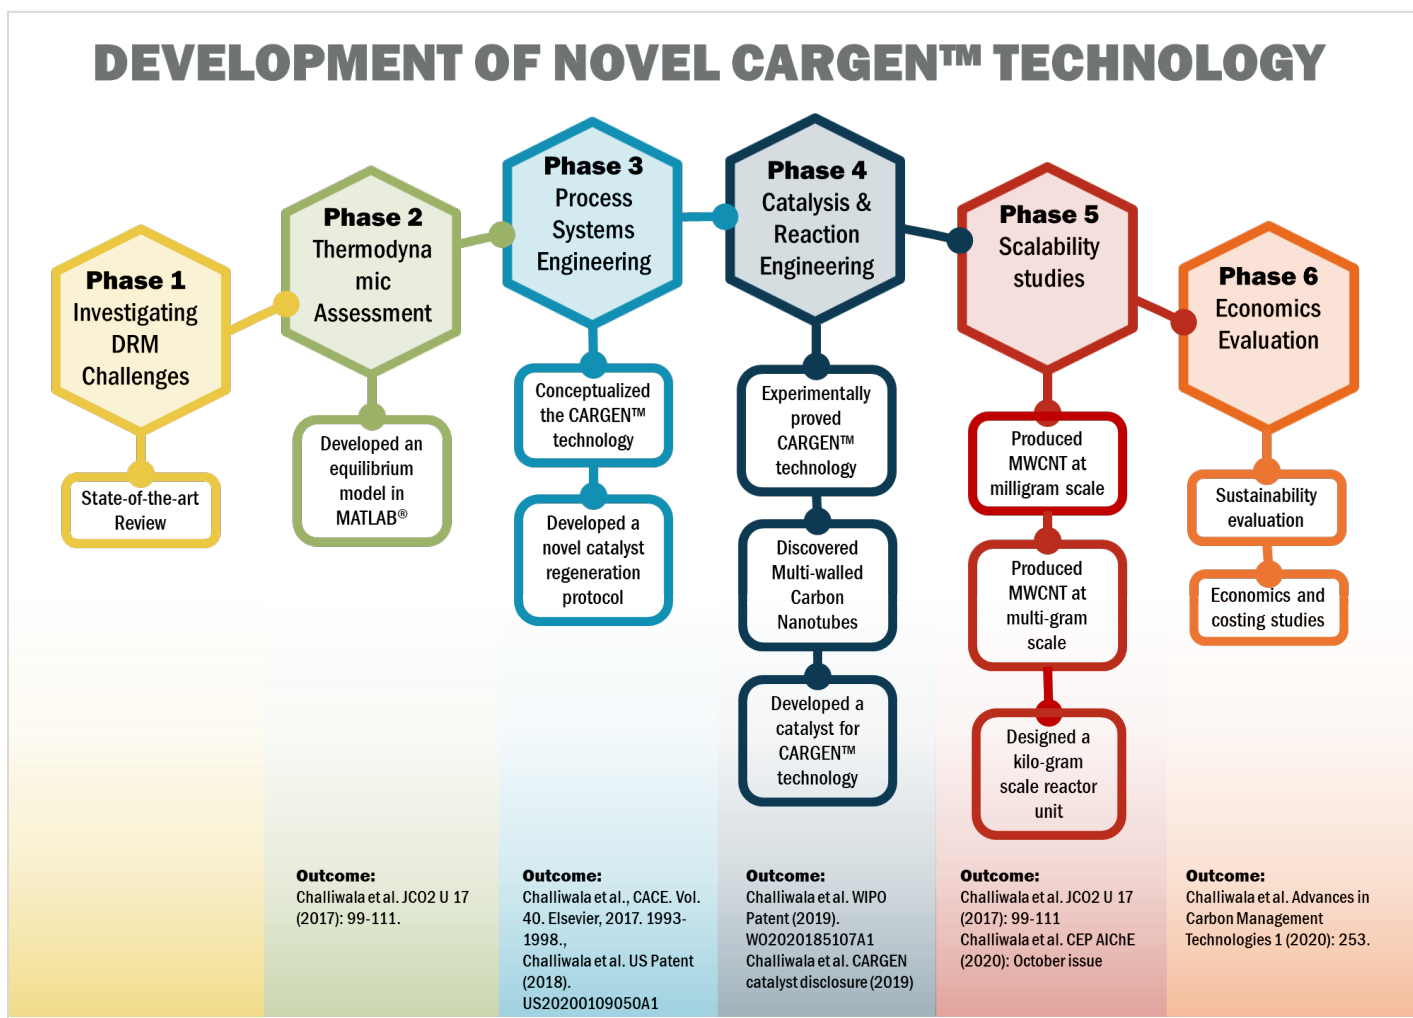 DEVELOPMENT OF NOVEL CARGEN™ TECHNOLOGY
Phase 1
Investigating
DRM
Challenges
State-of-the-art
Review
Phase 2
Thermodyna
mic
Assessment
Developed an
equilibrium
model in
MATLAB®
Outcome:
Challiwala et al. JCO2 U 17
(2017): 99-111.
Phase 3
Process
Systems
Engineering
Conceptualized
the CARGEN™
technology
Developed a
novel catalyst
regeneration
protocol
Outcome:
Challiwala et al., CACE. Vol.
40. Elsevier, 2017. 1993-
1998.,
Challiwala et al. US Patent
(2018).
US20200109050A1
Phase 4
Catalysis &
Reaction
Engineering
Experimentally
proved
CARGEN™
technology
Discovered
Multi-walled
Carbon
Nanotubes
Developed a
catalyst for
CARGEN™
technology
Outcome:
Challiwala et al. WIPO
Patent (2019).
WO2020185107A1
Challiwala et al. CARGEN
catalyst disclosure (2019)
Phase 5
Scalability
studies
Produced
MWCNT at
milligram scale
Produced
MWCNT at
multi-gram
scale
Designed a
kilo-gram
scale reactor
unit
Outcome:
Challiwala et al. JCO2 U 17
(2017): 99-111
Challiwala et al. CEP AIChE
(2020): October issue
Phase 6
Economics
Evaluation
Sustainability
evaluation
Economics and
costing studies
Outcome:
Challiwala et al. Advances in
Carbon Management
Technologies 1 (2020): 253.